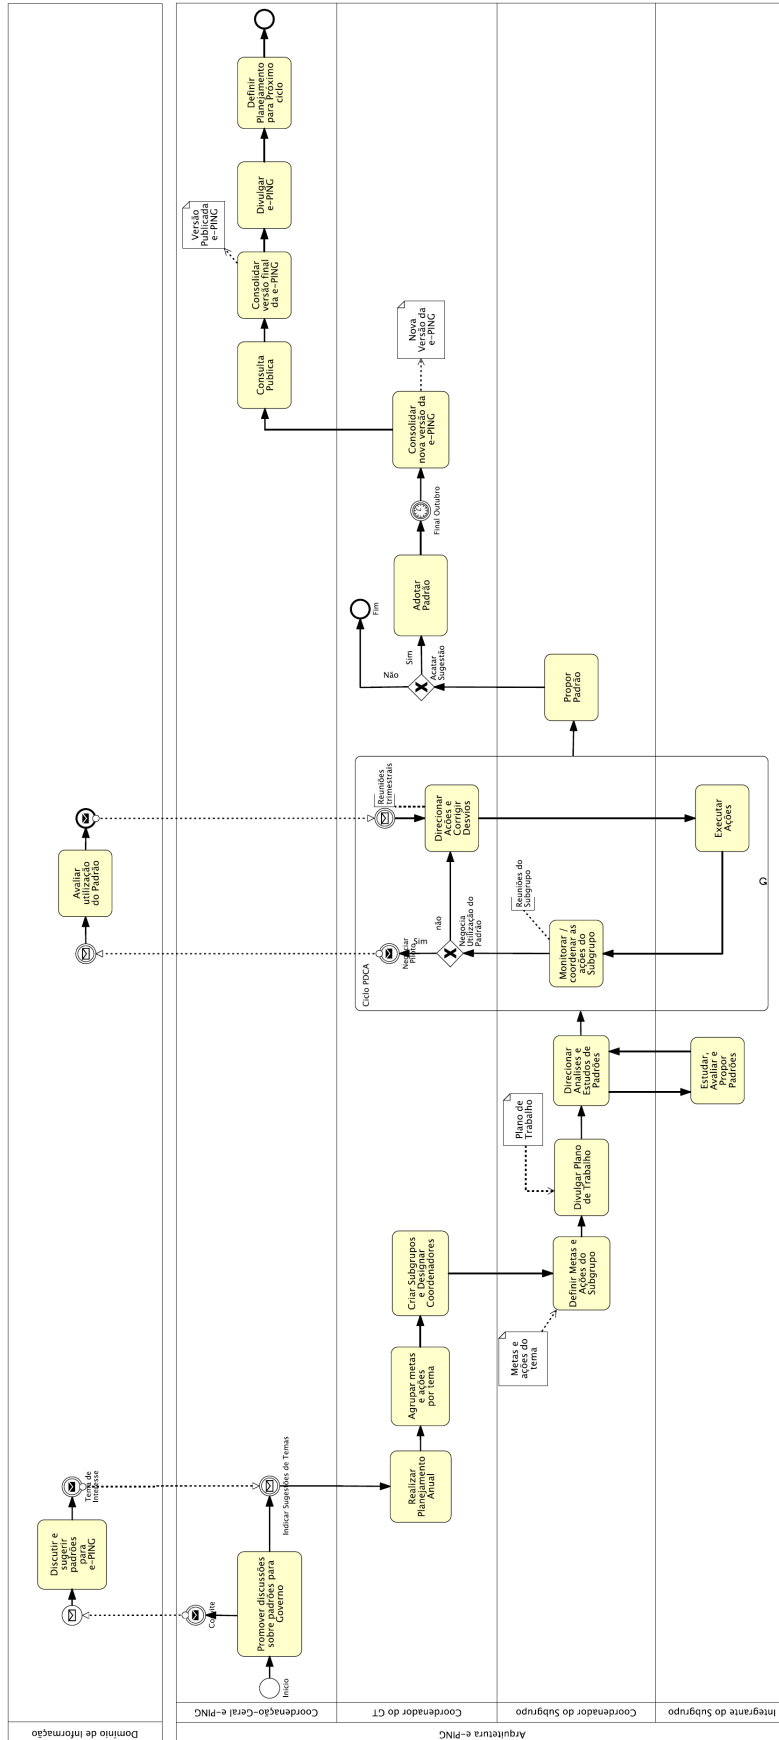 Domínio de Informação
Discutir e
sugerir
padrões
para
e-PING
Tema de
Interesse
Avaliar
utilização
do Padrão
Arquitetura e-PING
Coordenação-Geral e-PING
Início
Promover discussões
sobre padrões para
Governo
Convite
Indicar Sugestões de Temas
Consulta
Publica
Consolidar
versão final
da e-PING
Versão
Publicada
e-PING
Divulgar
e-PING
Definir
Planejamento
para Próximo
ciclo
Coordenador do GT
Realizar
Planejamento
Anual
Agrupar metas
e ações
por tema
Criar Subgrupos
e Designar
Coordenadores
Ciclo PDCA
Negociar
Piloto
Sim
não
Negocia
Utilização do
Padrão
Reuniões
trimestrais
Direcionar
Acões e
Corrigir
Desvios
Não
Fim
Sim
Acatar
Sugestão
Adotar
Padrão
Final Outubro
Consolidar
nova versão da
e-PING
Nova
Versão da
e-PING
Coordenador do Subgrupo
Metas e
ações do
tema
Definir Metas e
Ações do
Subgrupo
Divulgar Plano
de Trabalho
Plano de
Trabalho
Direcionar
Analises e
Estudos de
Padrões
Monitorar /
coordenar as
ações do
Subgrupo
Reuniões do
Subgrupo
Propor
Padrão
Integrante do Subgrupo
Estudar,
Avaliar e
Propor
Padrões
Executar
Ações